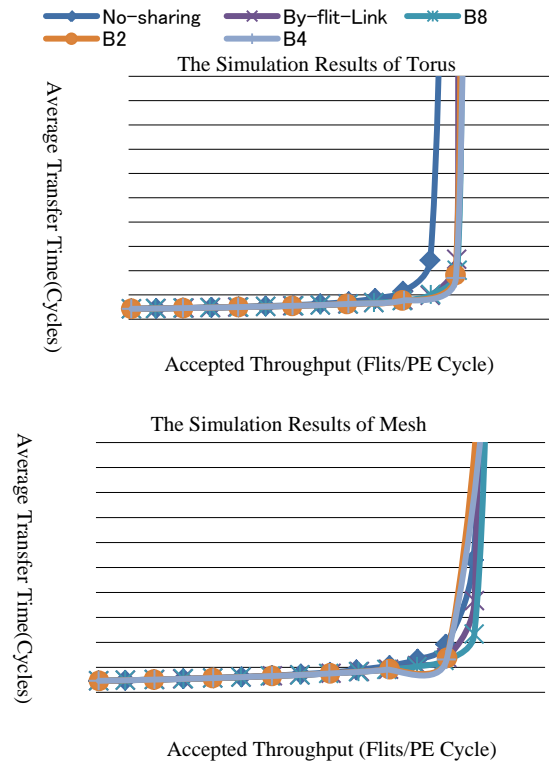 No-sharing By-flit-Link B8
B2 B4
The Simulation Results of Torus
Average Transfer Time(Cycles)
Accepted Throughput (Flits/PE Cycle)
The Simulation Results of Mesh
Average Transfer Time(Cycles)
Accepted Throughput (Flits/PE Cycle)